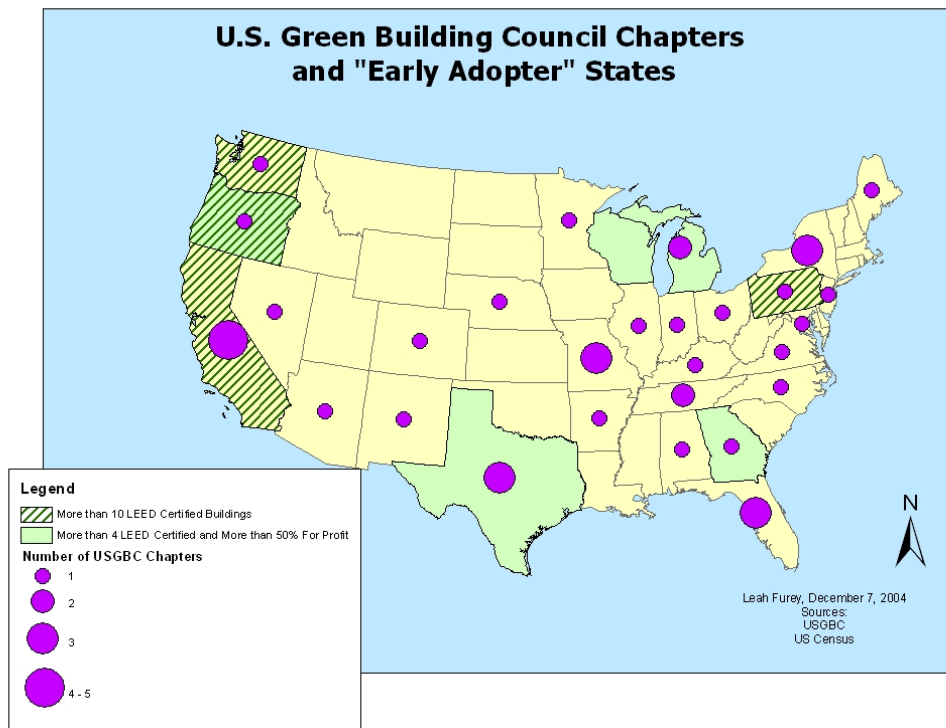 U.S. Green Building Council Chapters
and "Early Adopter" States
Legend
More than 10 LEED Certified Buildings
More than 4 LEED Certified and More than 50% For Profit
Number of USGBC Chapters
1
2
3
4 - 5
N
Leah Furey, December 7, 2004
Sources:
USGBC
US Census